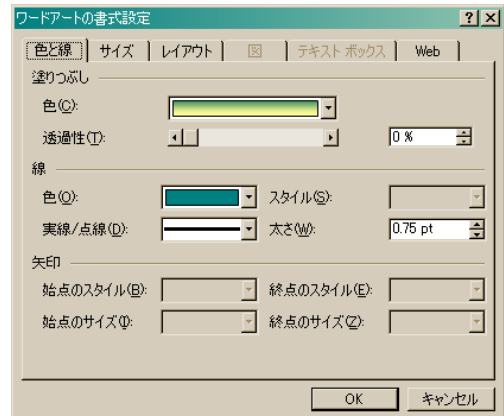 ワードアートの書式設定
色と線 サイズ レイアウト 図 テキスト ボックス Web
塗りつぶし
色(C):
透過性(T): 0 %
線
色(O): スタイル(S):
実線/点線(D): 太さ(W): 0.75 pt
矢印
始点のスタイル(B): 終点のスタイル(E):
始点のサイズ(I): 終点のサイズ(Z):
OK キャンセル